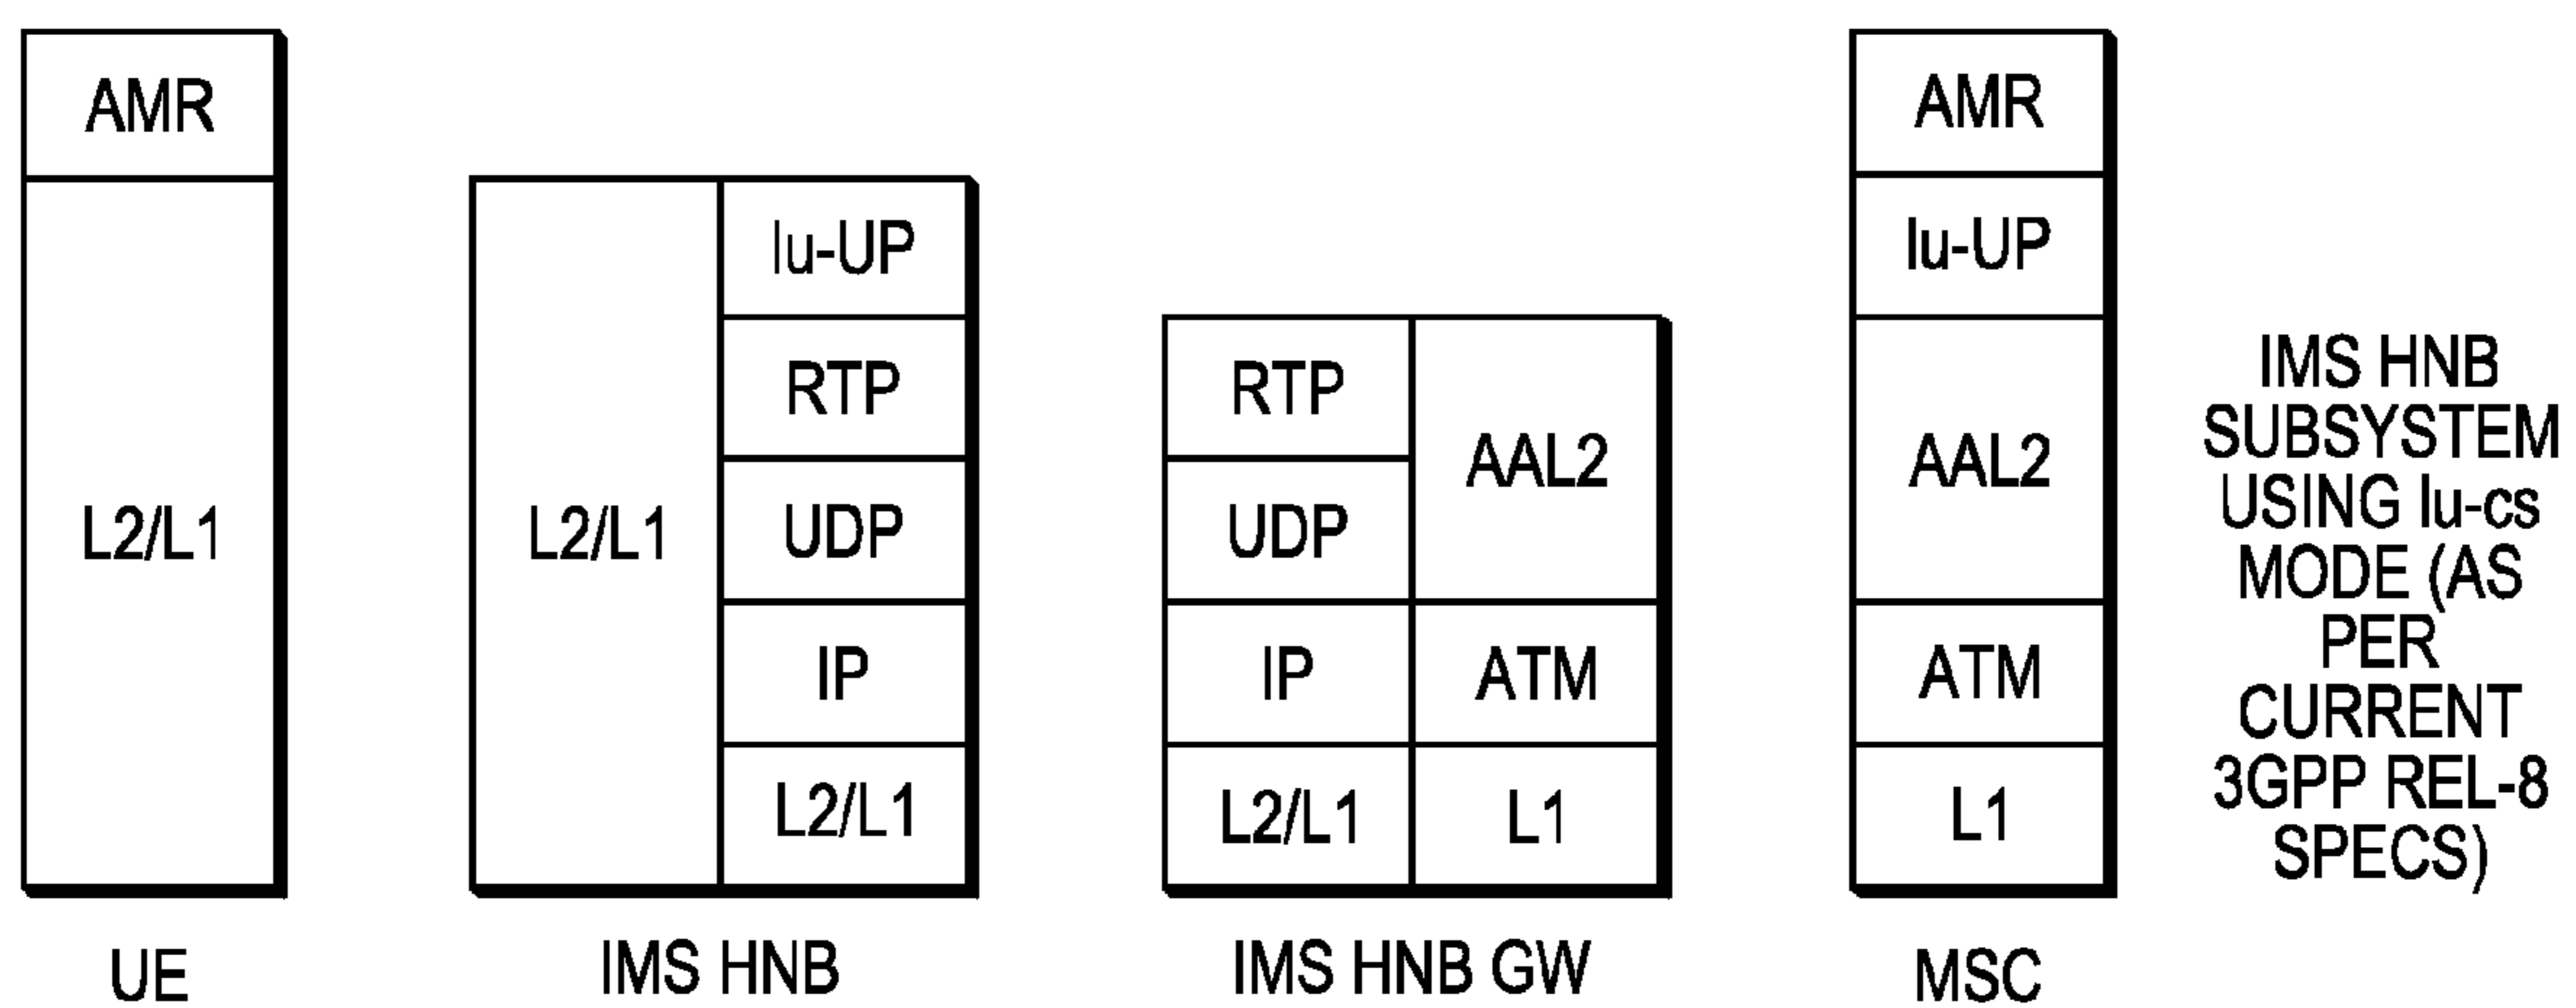 AMR
L2/L1
UE
L2/L1
Iu-UP
RTP
UDP
IP
L2/L1
IMS HNB
RTP
UDP
IP
L2/L1
AAL2
ATM
L1
IMS HNB GW
AMR
Iu-UP
AAL2
ATM
L1
MSC
IMS HNB
SUBSYSTEM
USING Iu-cs
MODE (AS
PER
CURRENT
3GPP REL-8
SPECS)